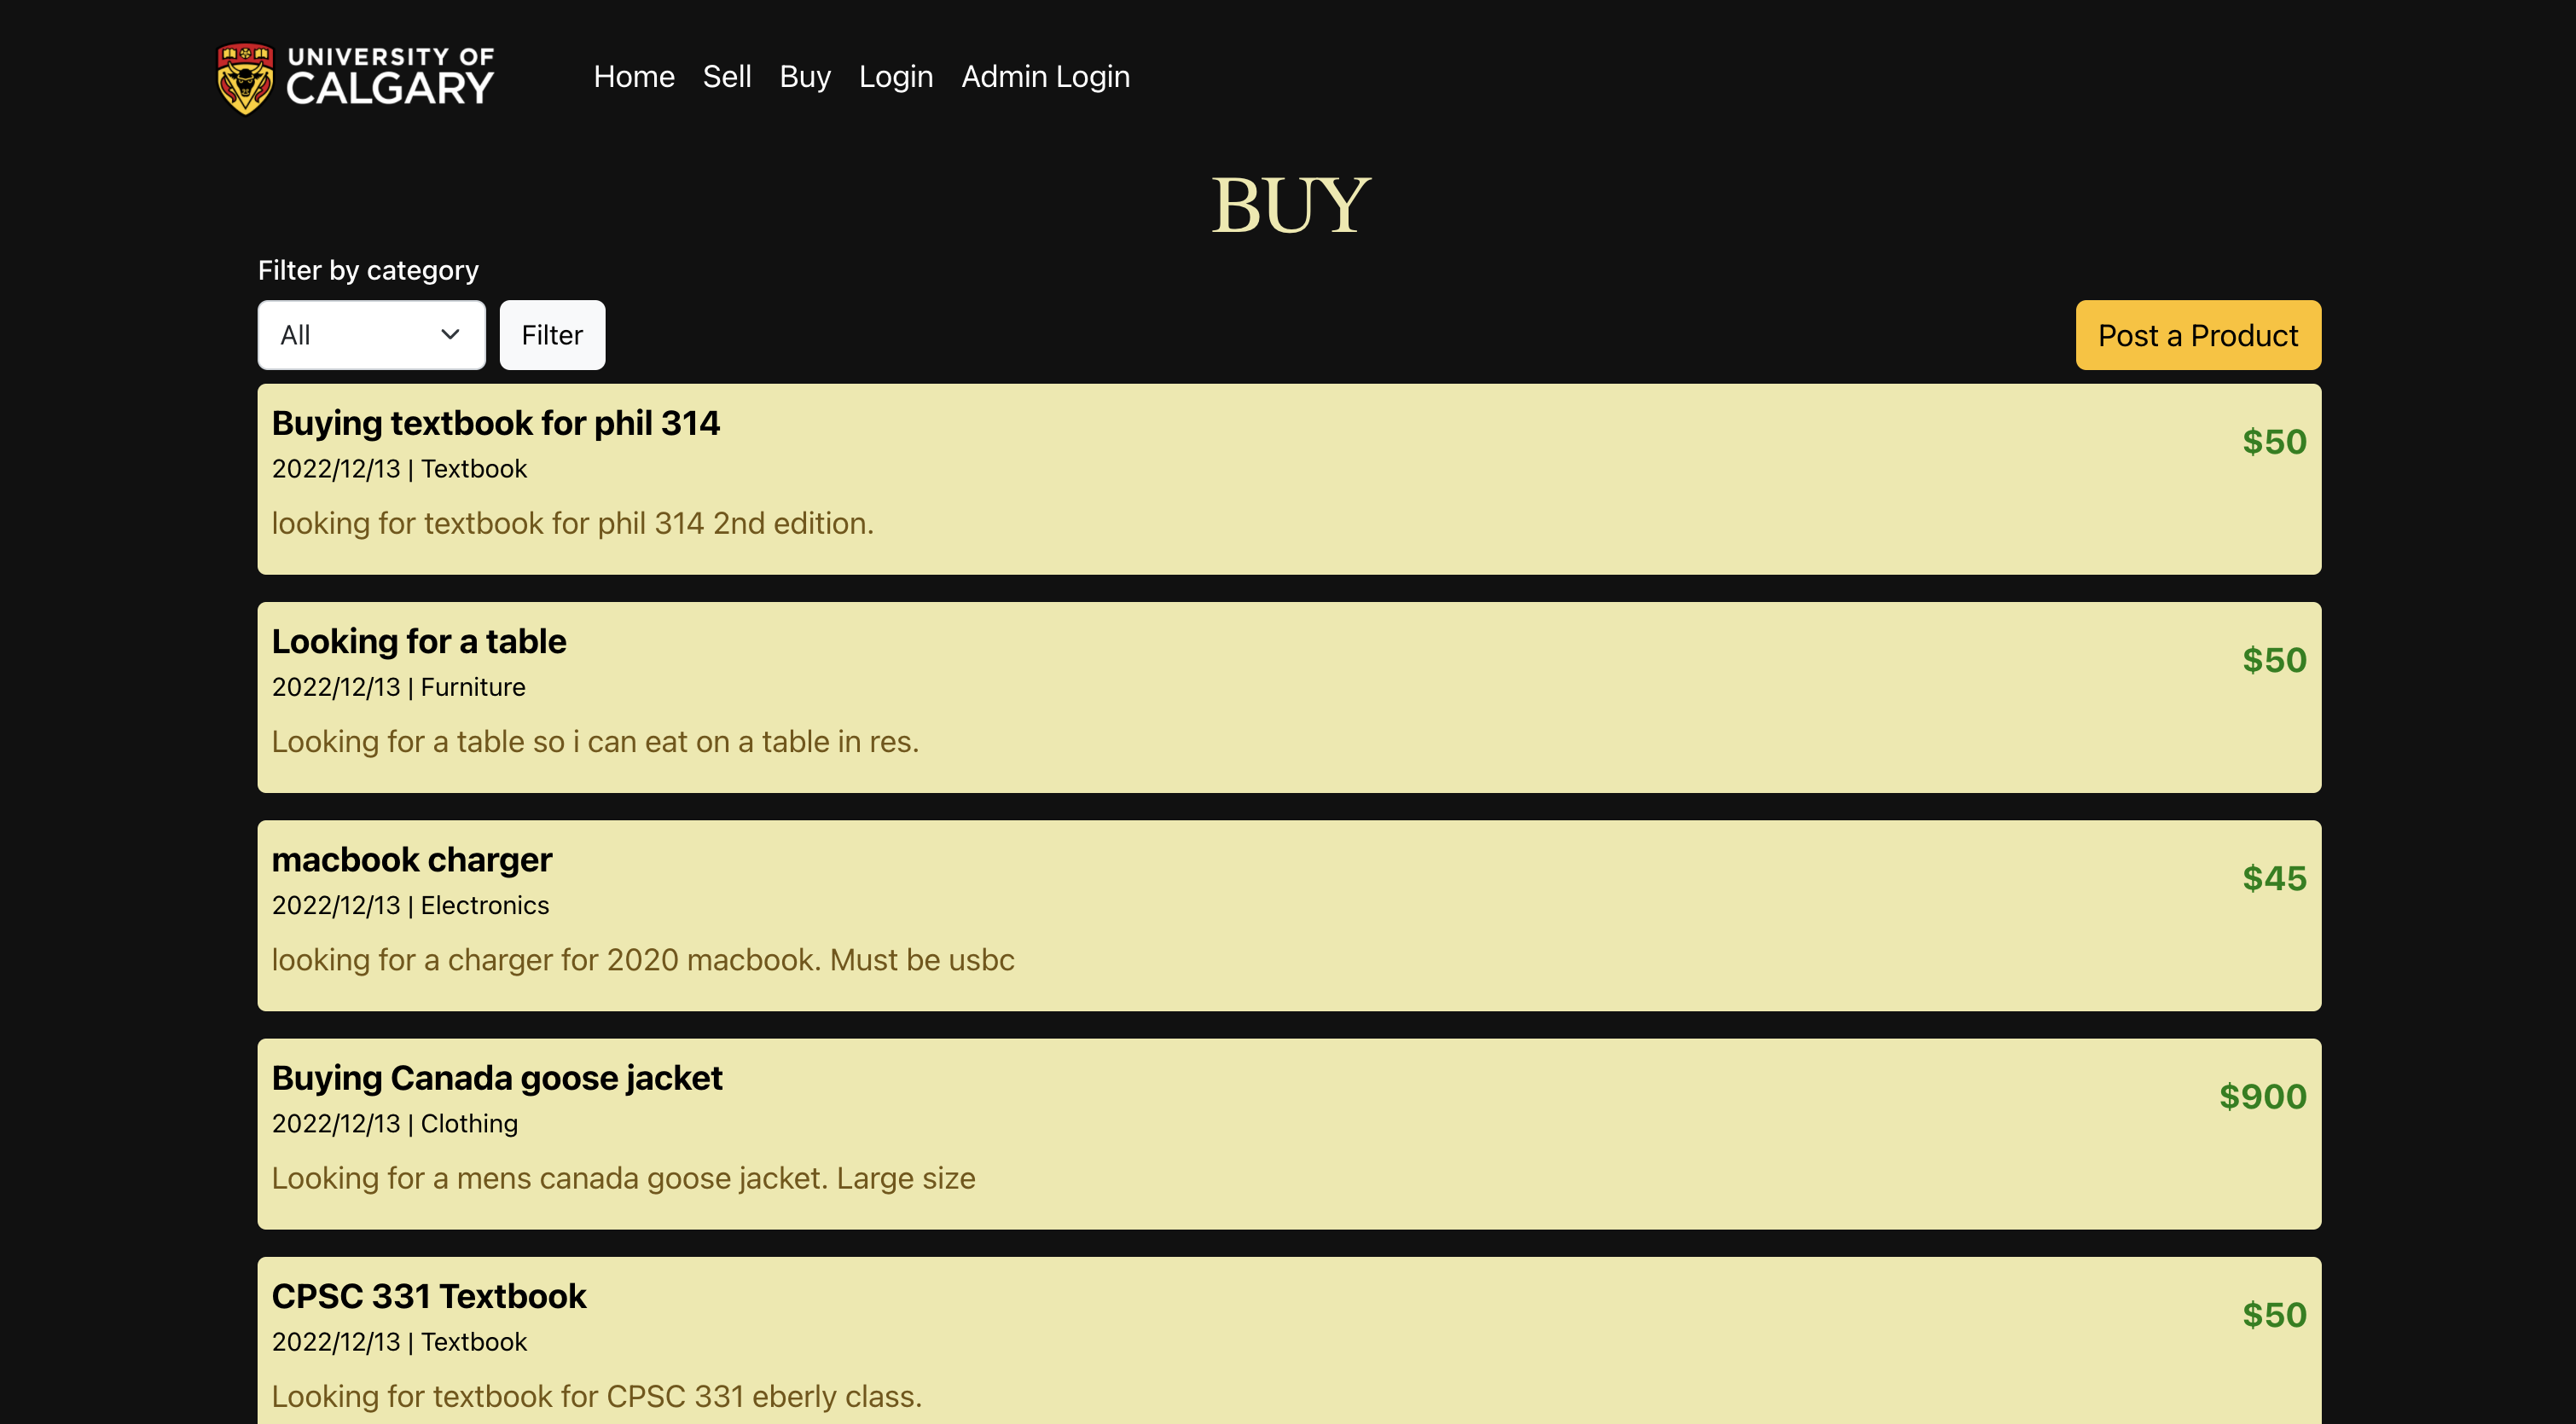 UNIVERSITY OF
CALGARY
Home Sell Buy Login Admin Login
BUY
Filter by category
All Filter Post a Product
Buying textbook for phil 314
$50
2022/12/13 | Textbook
looking for textbook for phil 314 2nd edition.
Looking for a table
$50
2022/12/13 | Furniture
Looking for a table so i can eat on a table in res.
macbook charger
$45
2022/12/13 | Electronics
looking for a charger for 2020 macbook. Must be usbc
Buying Canada goose jacket
$900
2022/12/13 | Clothing
Looking for a mens canada goose jacket. Large size
CPSC 331 Textbook
$50
2022/12/13 | Textbook
Looking for textbook for CPSC 331 eberly class.